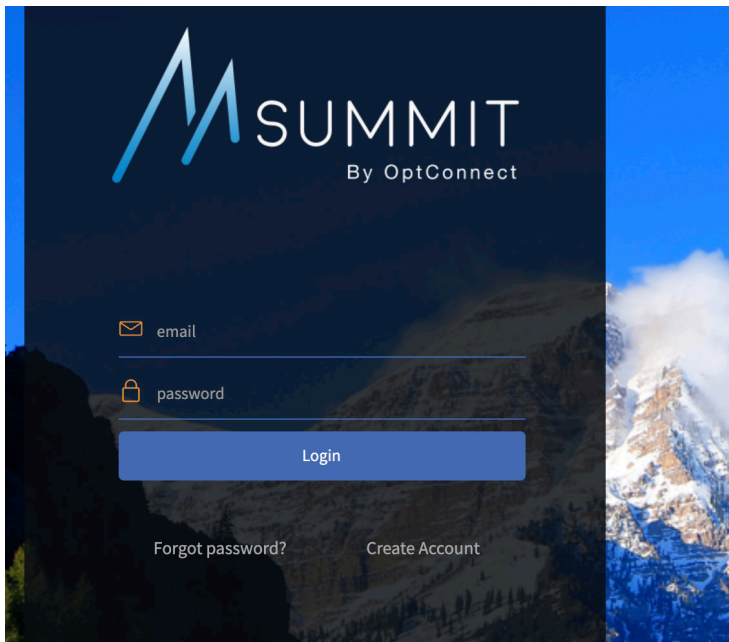 SUMMIT
By OptConnect
email
password
Login
Forgot password? Create Account